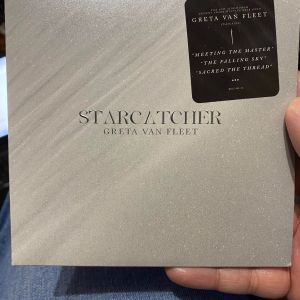 GRETA VAN FLEET
"MEETING THE MASTER"
"THE FALLING SKY"
"SACRED THE THREAD"
STARCATCHER
GRETA VAN FLEET